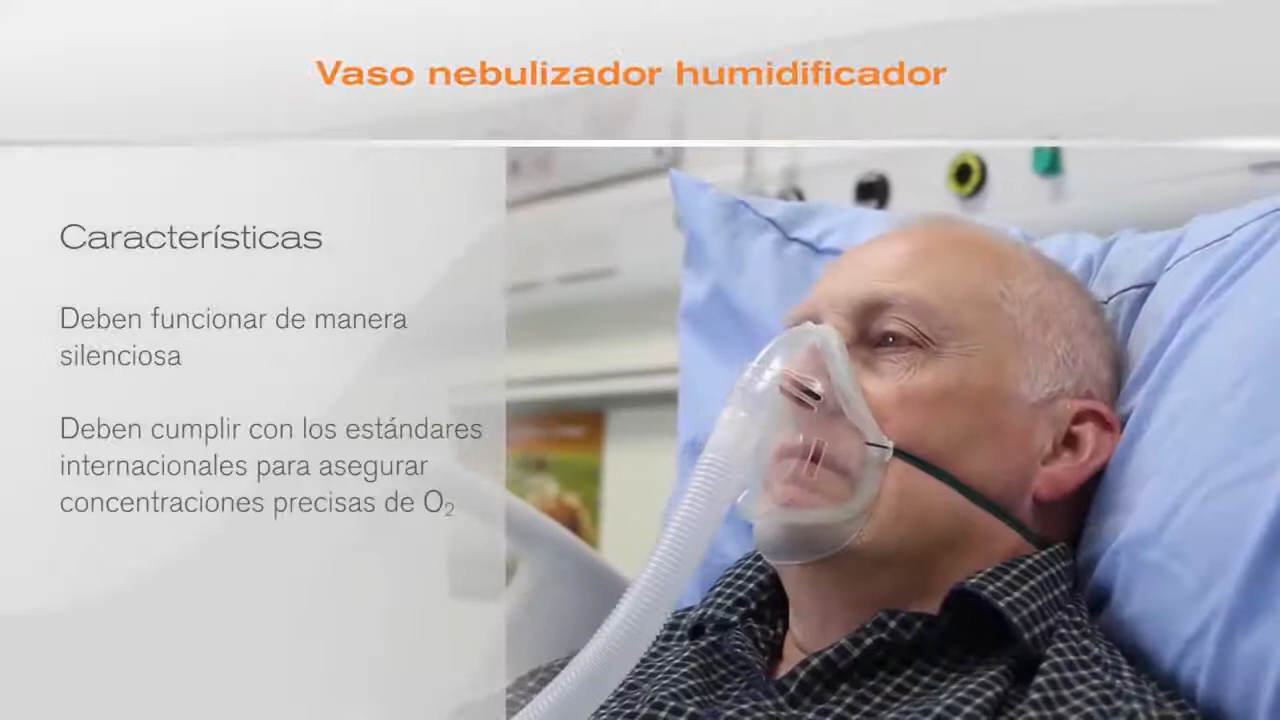 Vaso nebulizador humidificador
Características
Deben funcionar de manera
silenciosa
Deben cumplir con los estándares
internacionales para asegurar
concentraciones precisas de O₂